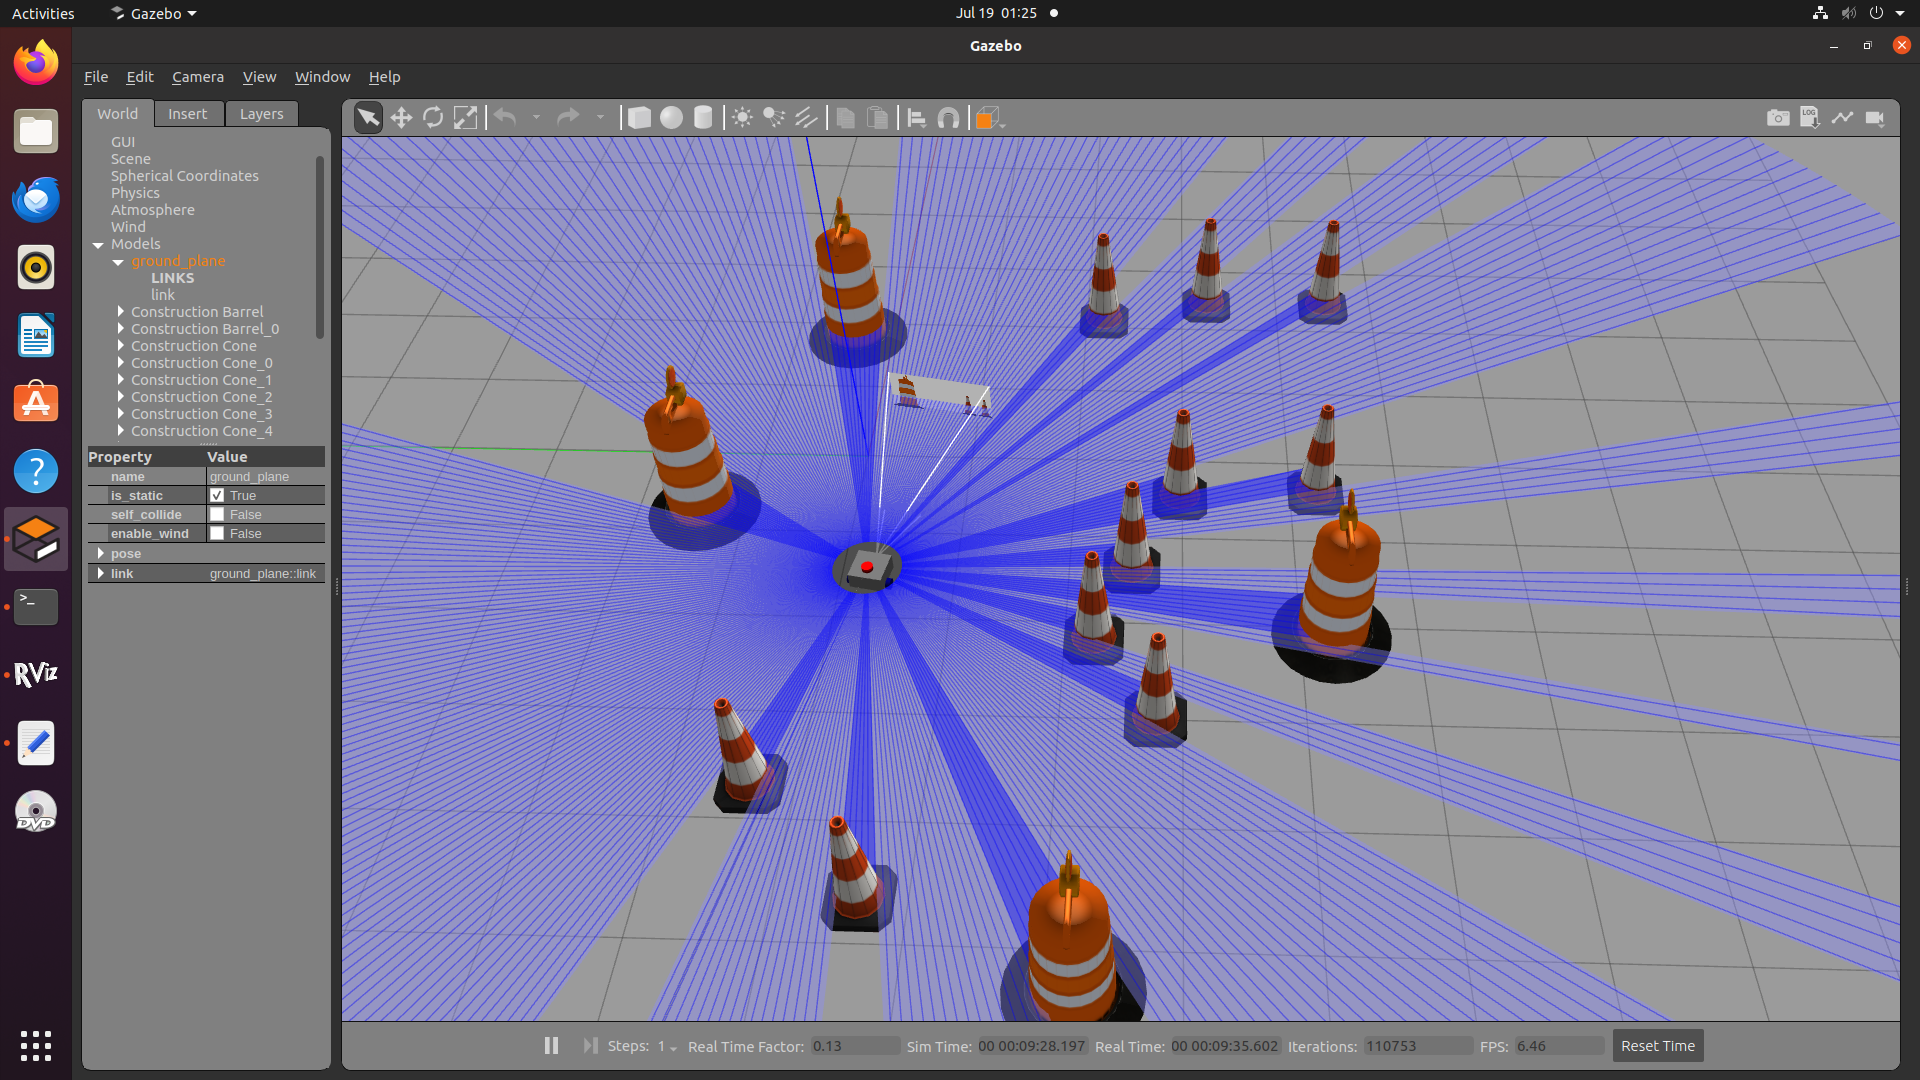 Activities
Gazebo
Jul 19 01:25
Gazebo
File Edit Camera View Window Help
World Insert Layers
LOG
GUI
Scene
Spherical Coordinates
Physics
Atmosphere
Wind
Models
ground_plane
LINKS
link
Construction Barrel
Construction Barrel_0
Construction Cone
Construction Cone_0
Construction Cone_1
Construction Cone_2
Construction Cone_3
Construction Cone_4
Property Value
name ground_plane
is_static True
self_collide False
enable_wind False
pose
link ground_plane::link
>_
RViz
DVD
Steps: 1 Real Time Factor: 0.13 Sim Time: 00 00:09:28.197 Real Time: 00 00:09:35.602 Iterations: 110753 FPS: 6.46 Reset Time